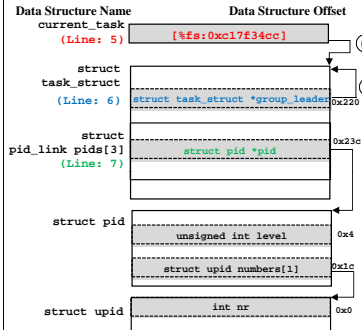 Data Structure Name Data Structure Offset
current_task
(Line: 5) [%fs:0xc17f34cc]
struct
task_struct
(Line: 6) struct task_struct *group_leader 0x220
struct 0x23c
pid_link pids[3] struct pid *pid
(Line: 7)
struct pid
unsigned int level 0x4
struct upid numbers[1] 0x1c
struct upid int nr 0x0